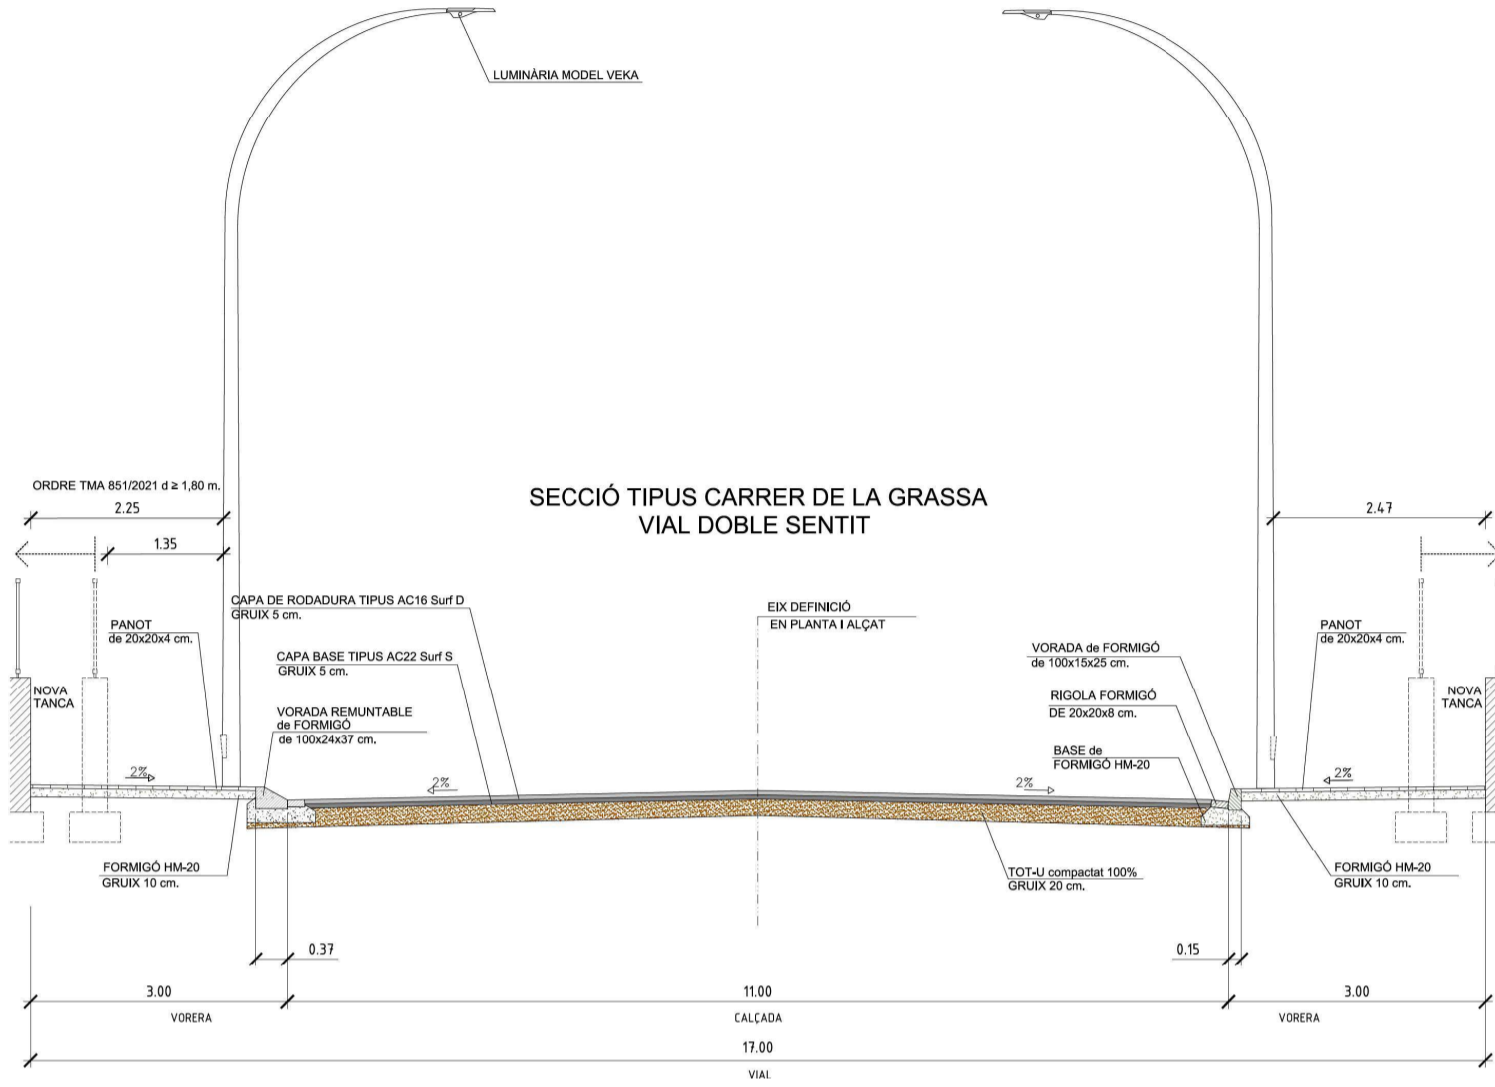 LUMINÀRIA MODEL VEKA
ORDRE TMA 851/2021 d ≥ 1,80 m.
2.25
1.35
SECCIÓ TIPUS CARRER DE LA GRASSA
VIAL DOBLE SENTIT
2.47
CAPA DE RODADURA TIPUS AC16 Surf D
GRUIX 5 cm.
EIX DEFINICIÓ
EN PLANTA I ALÇAT
PANOT
de 20x20x4 cm.
CAPA BASE TIPUS AC22 Surf S
GRUIX 5 cm.
VORADA de FORMIGÓ
de 100x15x25 cm.
PANOT
de 20x20x4 cm.
NOVA
TANCA
VORADA REMUNTABLE
de FORMIGÓ
de 100x24x37 cm.
RIGOLA FORMIGÓ
DE 20x20x8 cm.
NOVA
TANCA
BASE de
FORMIGÓ HM-20
2%
2%
2%
2%
FORMIGÓ HM-20
GRUIX 10 cm.
TOT-U compactat 100%
GRUIX 20 cm.
FORMIGÓ HM-20
GRUIX 10 cm.
0.37
0.15
3.00
11.00
3.00
VORERA
CALÇADA
VORERA
17.00
VIAL